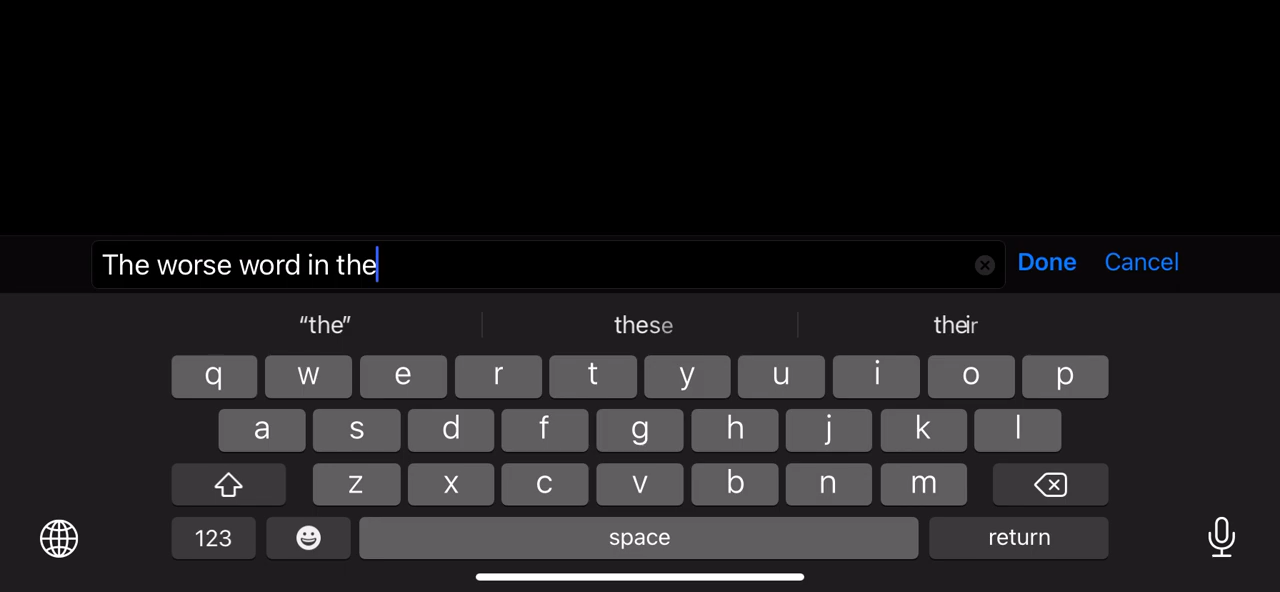 The worse word in the
Done Cancel
“the” these their
q w e r t y u i o p
a s d f g h j k l
z x c v b n m
123 space return